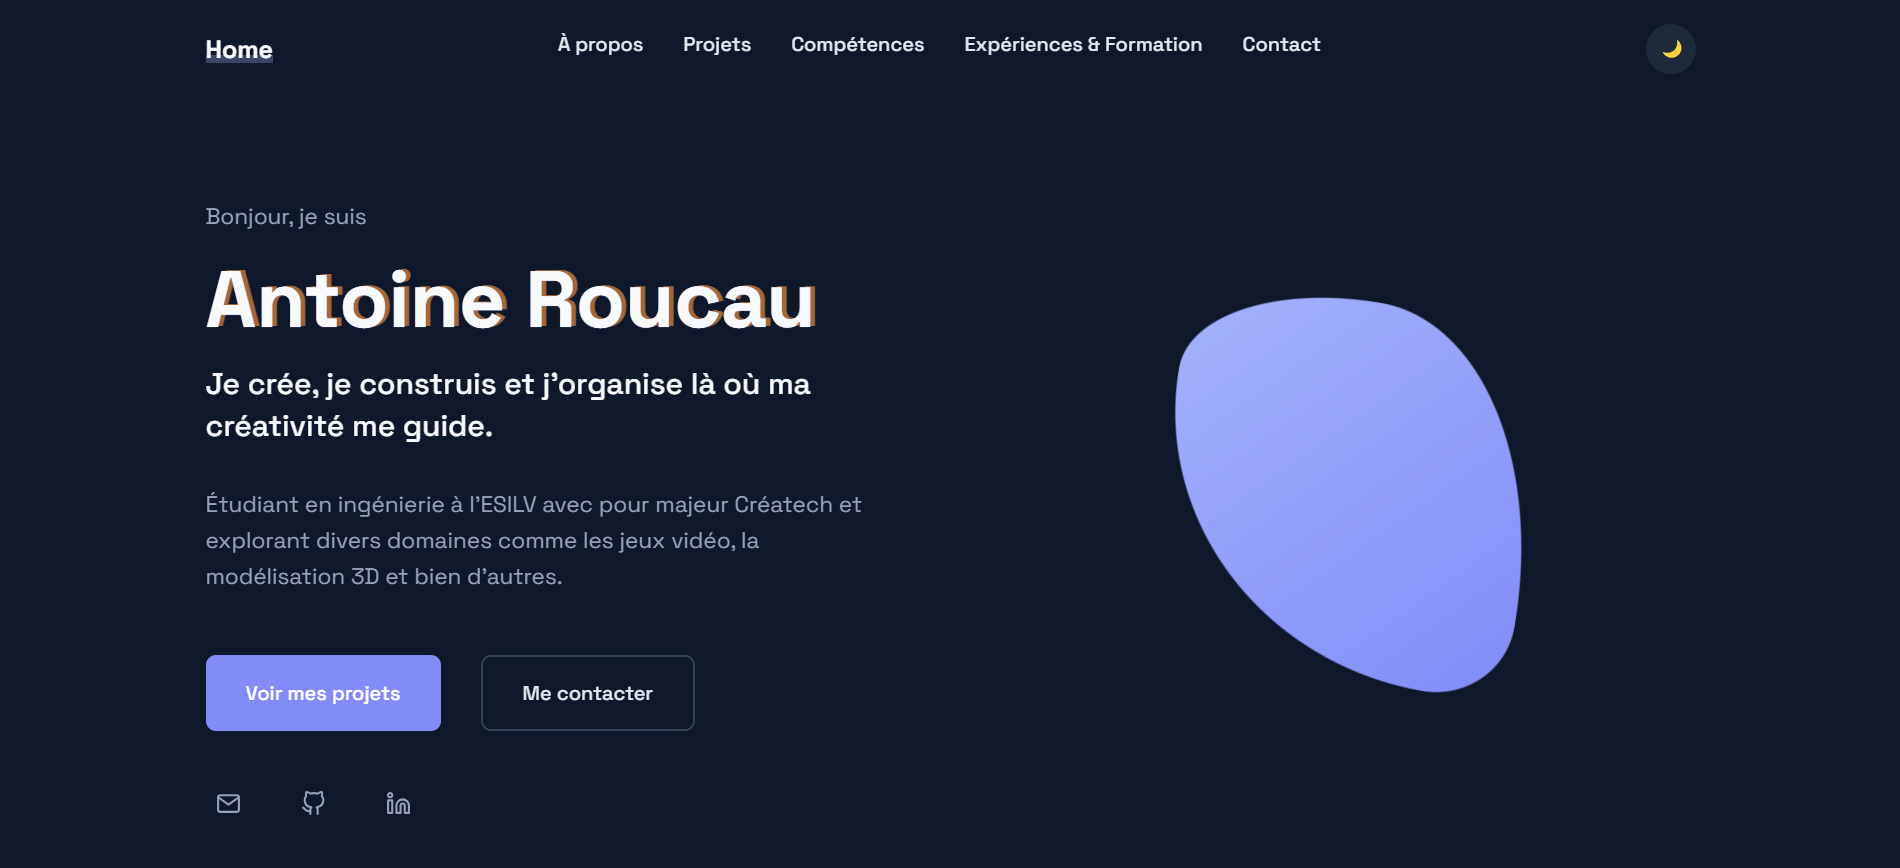 Home
À propos
Projets
Compétences
Expériences & Formation
Contact
Bonjour, je suis
Antoine Roucau
Je crée, je construis et j’organise là où ma
créativité me guide.
Étudiant en ingénierie à l’ESILV avec pour majeur Créatech et
explorant divers domaines comme les jeux vidéo, la
modélisation 3D et bien d’autres.
Voir mes projets
Me contacter